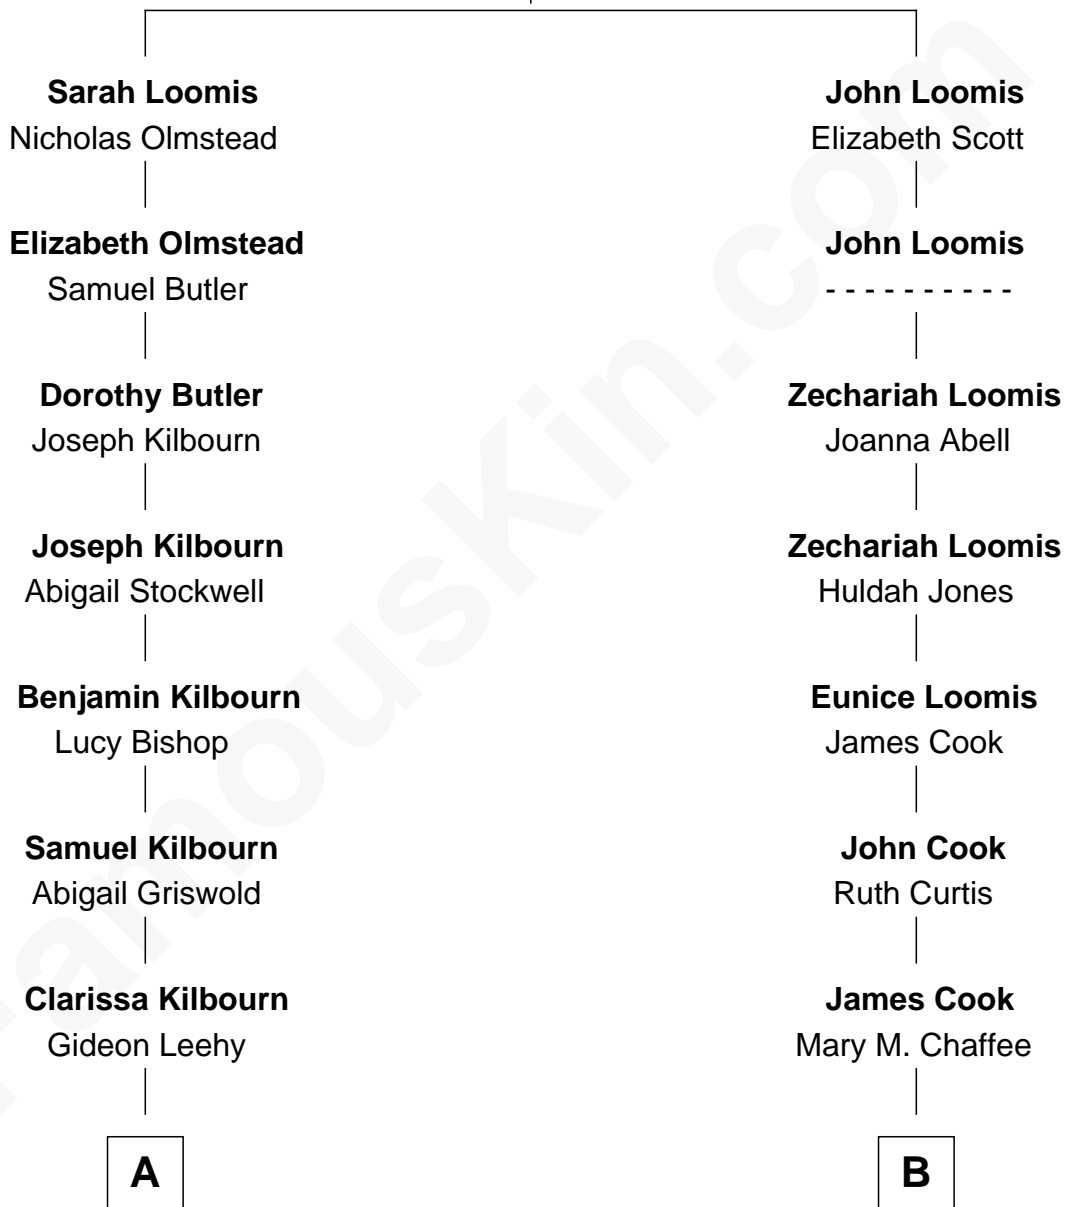 Sarah Loomis
Nicholas Olmstead
Elizabeth Olmstead
Samuel Butler
Dorothy Butler
Joseph Kilbourn
Joseph Kilbourn
Abigail Stockwell
Benjamin Kilbourn
Lucy Bishop
Samuel Kilbourn
Abigail Griswold
Clarissa Kilbourn
Gideon Leehy
A
John Loomis
Elizabeth Scott
John Loomis
- - - - - - - - - -
Zechariah Loomis
Joanna Abell
Zechariah Loomis
Huldah Jones
Eunice Loomis
James Cook
John Cook
Ruth Curtis
James Cook
Mary M. Chaffee
B
FamousKin.com